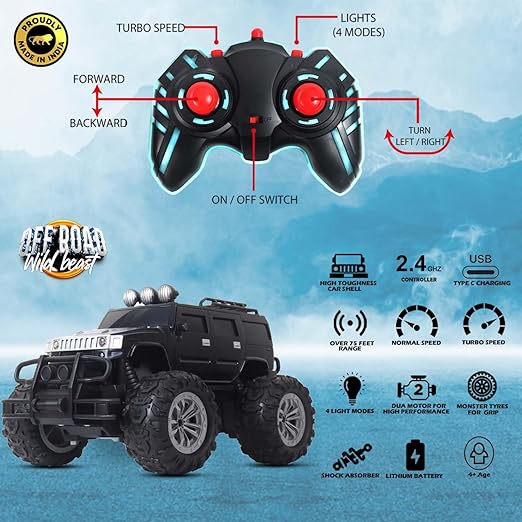 PROUDLY
MADE IN INDIA
TURBO SPEED
LIGHTS
(4 MODES)
FORWARD
BACKWARD
TURN
LEFT / RIGHT
ON / OFF SWITCH
OFF ROAD
Wild beast
HIGH TOUGHNESS
CAR SHELL
2.4 GHZ
CONTROLLER
USB
TYPE C CHARGING
OVER 75 FEET
RANGE
NORMAL SPEED
TURBO SPEED
4 LIGHT MODES
2
DUA MOTOR FOR
HIGH PERFORMANCE
MONSTER TYRES
FOR GRIP
SHOCK ABSORBER
LITHIUM BATTERY
4+ Age